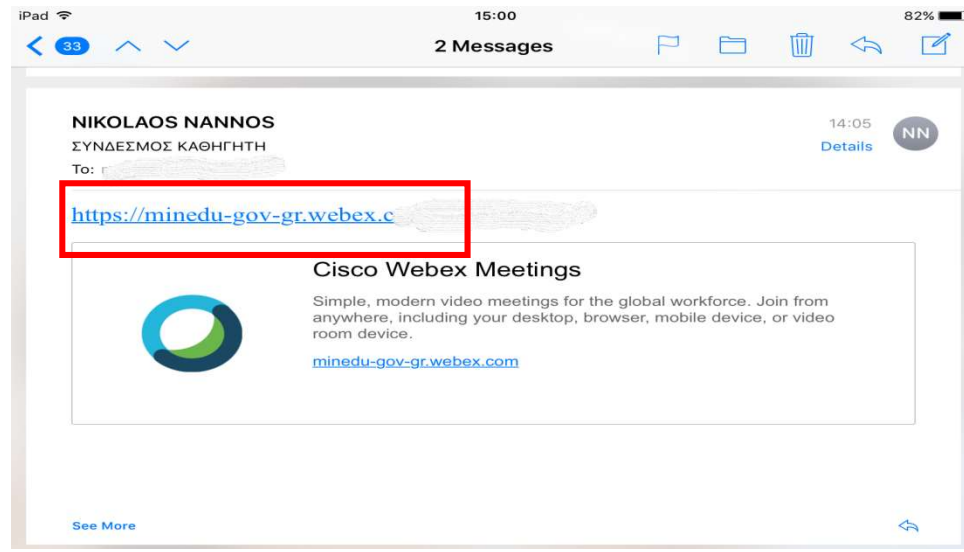 iPad 15:00 82%
33 2 Messages
NIKOLAOS NANNOS 14:05 NN
ΣΥΝΔΕΣΜΟΣ ΚΑΘΗΓΗΤΗ Details
To:
https://minedu-gov-gr.webex.c
Cisco Webex Meetings
Simple, modern video meetings for the global workforce. Join from
anywhere, including your desktop, browser, mobile device, or video
room device.
minedu-gov-gr.webex.com
See More